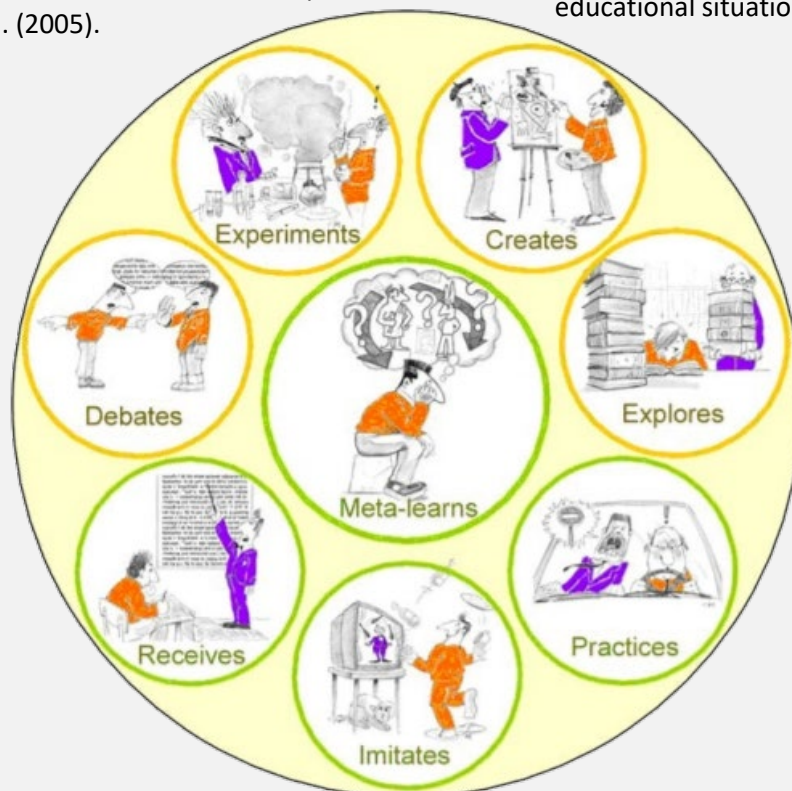 . (2005).
educational situatio
Experiments
Creates
Debates
Explores
Meta-learns
Receives
Practices
Imitates